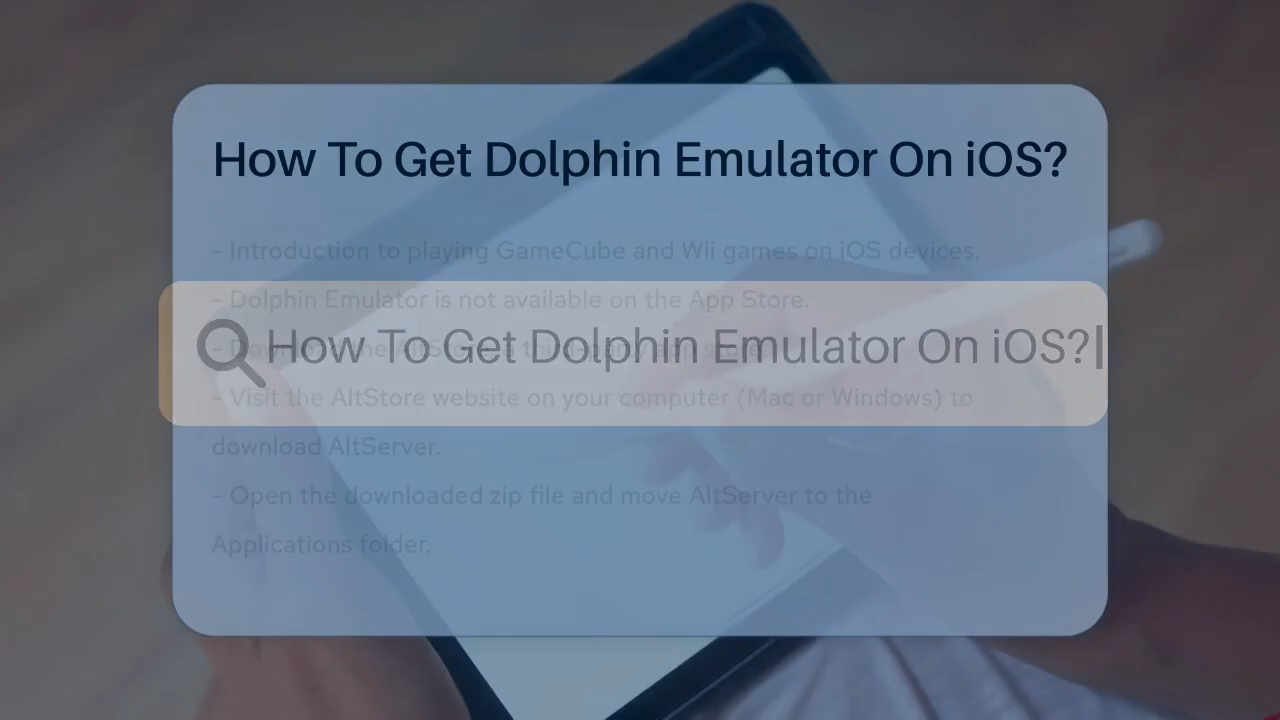 How To Get Dolphin Emulator On iOS?
- Introduction to playing GameCube and Wii games on iOS devices.
- Dolphin Emulator is not available on the App Store.
How To Get Dolphin Emulator On iOS?
- Visit the AltStore website on your computer (Mac or Windows) to
download AltServer.
- Open the downloaded zip file and move AltServer to the
Applications folder.